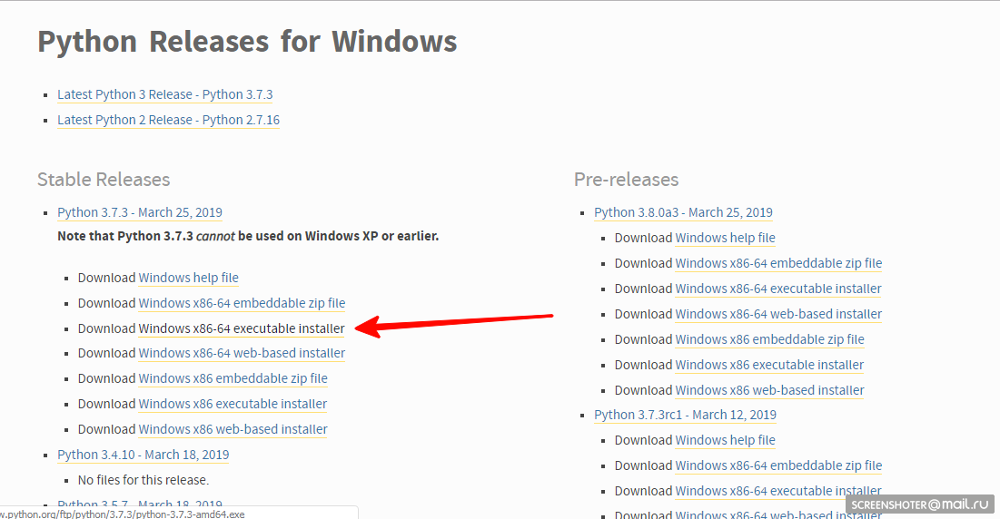 Python Releases for Windows
Latest Python 3 Release - Python 3.7.3
Latest Python 2 Release - Python 2.7.16
Stable Releases
Python 3.7.3 - March 25, 2019
Note that Python 3.7.3 cannot be used on Windows XP or earlier.
Download Windows help file
Download Windows x86-64 embeddable zip file
Download Windows x86-64 executable installer
Download Windows x86-64 web-based installer
Download Windows x86 embeddable zip file
Download Windows x86 executable installer
Download Windows x86 web-based installer
Python 3.4.10 - March 18, 2019
No files for this release.
Python 3.5.7 - March 18, 2019
w.python.org/ftp/python/3.7.3/python-3.7.3-amd64.exe
Pre-releases
Python 3.8.0a3 - March 25, 2019
Download Windows help file
Download Windows x86-64 embeddable zip file
Download Windows x86-64 executable installer
Download Windows x86-64 web-based installer
Download Windows x86 embeddable zip file
Download Windows x86 executable installer
Download Windows x86 web-based installer
Python 3.7.3rc1 - March 12, 2019
Download Windows help file
Download Windows x86-64 embeddable zip file
Download Windows x86-64 executable installer
Download Windows x86-64 web-based installer
SCREENSHOTER@mail.ru